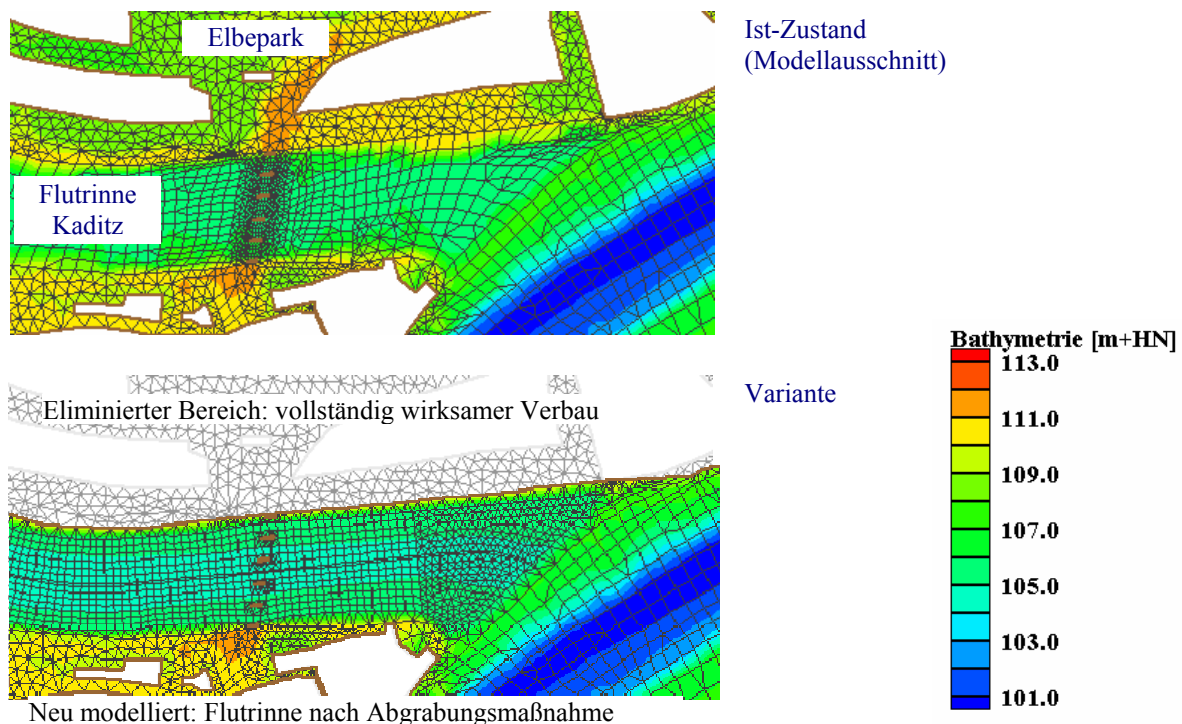 Elbepark
Ist-Zustand
(Modellausschnitt)
Flutrinne
Kaditz
Bathymetrie [m+HN]
113.0
111.0
109.0
107.0
105.0
103.0
101.0
Variante
Eliminierter Bereich: vollständig wirksamer Verbau
Neu modelliert: Flutrinne nach Abgrabungsmaßnahme